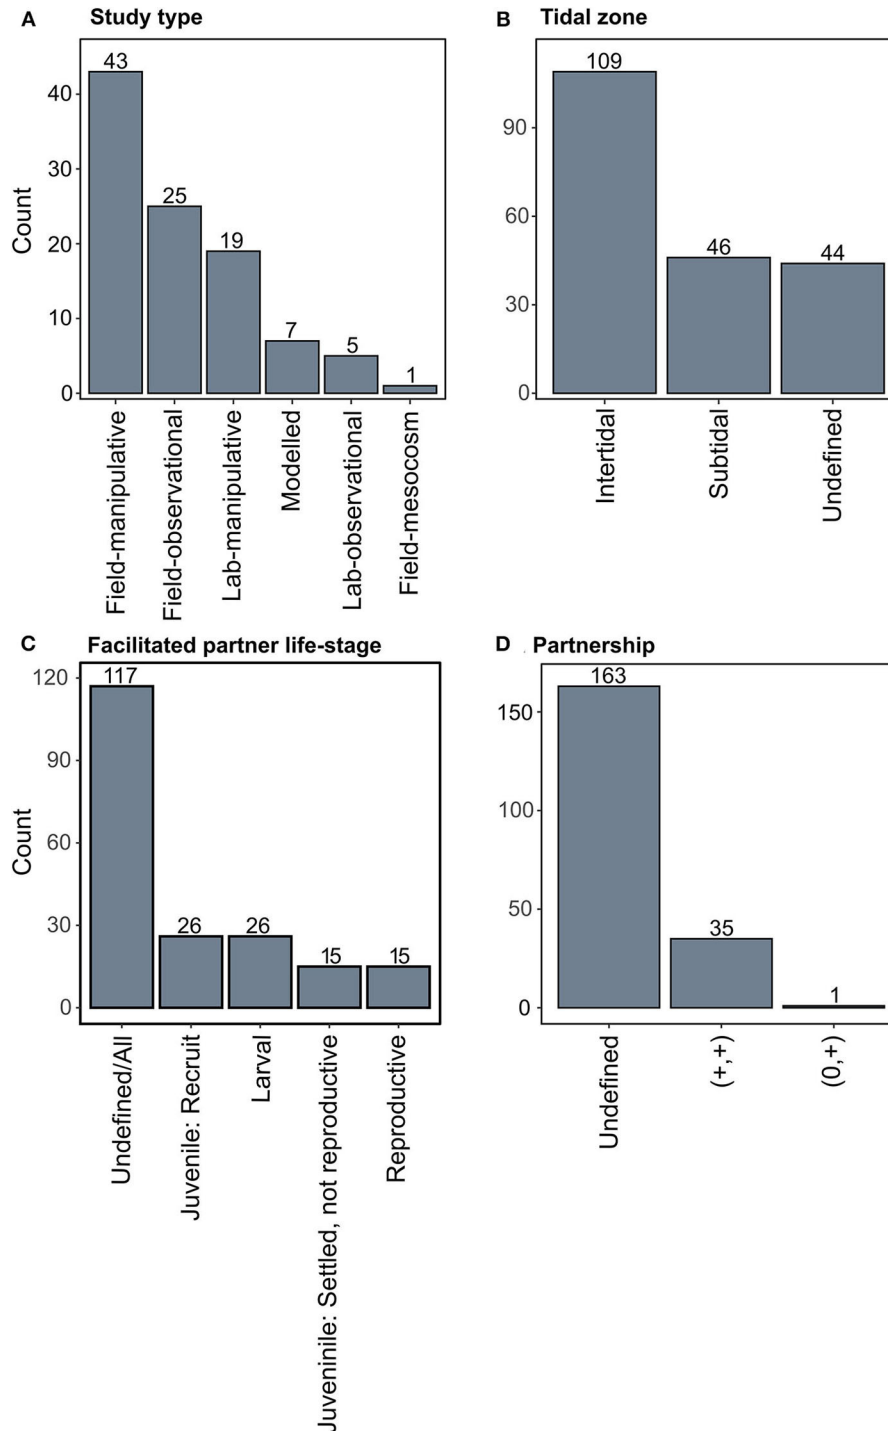 A Study type
43
25
19
7
5
1
Count
40
30
20
10
0
Field-manipulative
Field-observational
Lab-manipulative
Modelled
Lab-observational
Field-mesocosm
B Tidal zone
109
46
44
90
60
30
0
Intertidal
Subtidal
Undefined
C Facilitated partner life-stage
117
26
26
15
15
Count
120
90
60
30
0
Undefined/All
Juvenile: Recruit
Larval
Juveninile: Settled, not reproductive
Reproductive
D Partnership
163
35
1
150
100
50
0
Undefined
(+,+)
(0,+)